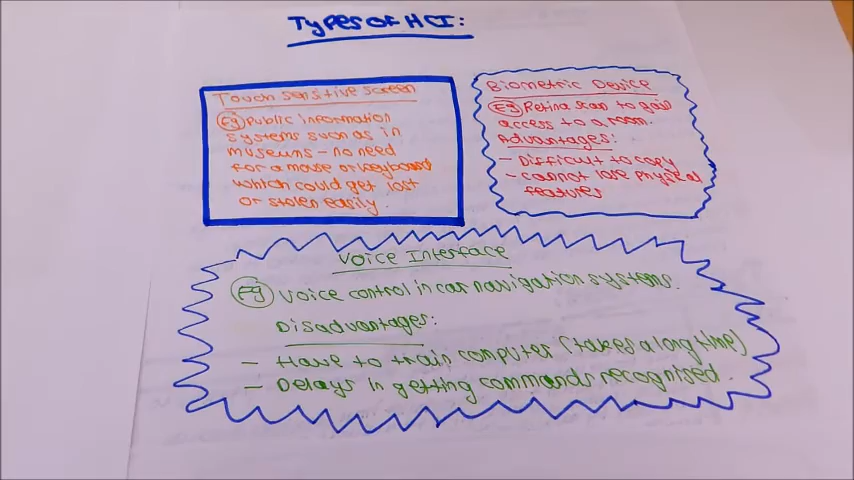 Types of HCI:
Touch sensitive screen
Eg Public information
systems such as in
museums - no need
for a mouse or keyboard
which could get lost
or stolen easily.
Biometric Device
Eg Retina scan to gain
access to a room.
Advantages:
- Difficult to copy
- cannot lose physical
features
Voice Interface
Eg Voice control in car navigation systems.
Disadvantages:
- Have to train computer (takes a long time)
- Delays in getting commands recognised.